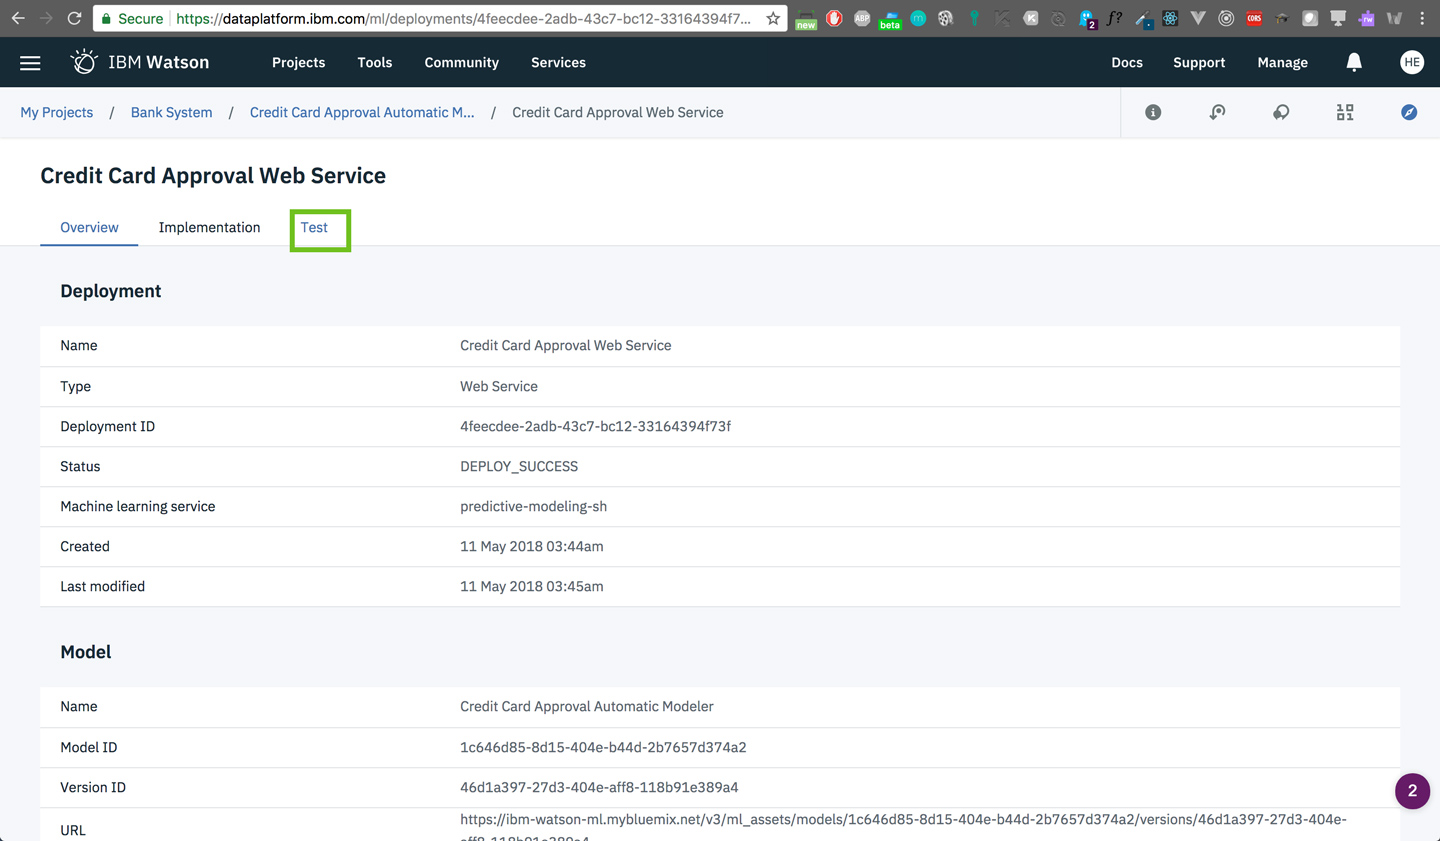 Secure https://dataplatform.ibm.com/ml/deployments/4feecdee-2adb-43c7-bc12-33164394f7...
new ABP beta 2 f? CORS rw
IBM Watson Projects Tools Community Services Docs Support Manage HE
My Projects / Bank System / Credit Card Approval Automatic M... / Credit Card Approval Web Service
Credit Card Approval Web Service
Overview Implementation Test
Deployment
Name Credit Card Approval Web Service
Type Web Service
Deployment ID 4feecdee-2adb-43c7-bc12-33164394f73f
Status DEPLOY_SUCCESS
Machine learning service predictive-modeling-sh
Created 11 May 2018 03:44am
Last modified 11 May 2018 03:45am
Model
Name Credit Card Approval Automatic Modeler
Model ID 1c646d85-8d15-404e-b44d-2b7657d374a2
Version ID 46d1a397-27d3-404e-aff8-118b91e389a4
2
URL https://ibm-watson-ml.mybluemix.net/v3/ml_assets/models/1c646d85-8d15-404e-b44d-2b7657d374a2/versions/46d1a397-27d3-404e-
aff8-118b91e389a4